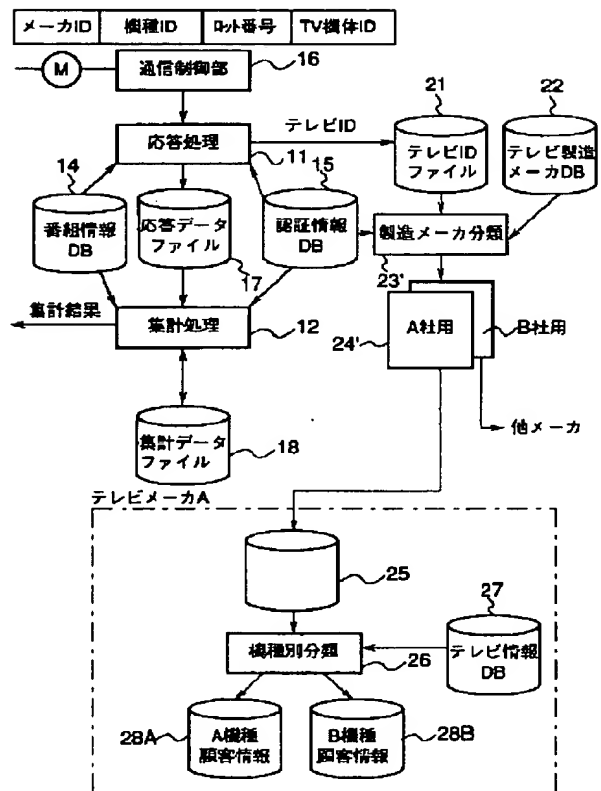 メーカID 機種ID ロット番号 TV機体ID
M 通信制御部 16
応答処理 11
テレビID
21
テレビID
ファイル
22
テレビ製造
メーカDB
14
番組情報
DB
応答データ
ファイル
17
15
認証情報
DB
製造メーカ分類
23'
集計結果
集計処理 12
A社用
24'
B社用
他メーカ
集計データ
ファイル
18
テレビメーカA
25
機種別分類
26
27
テレビ情報
DB
28A
A機種
顧客情報
B機種
顧客情報
28B